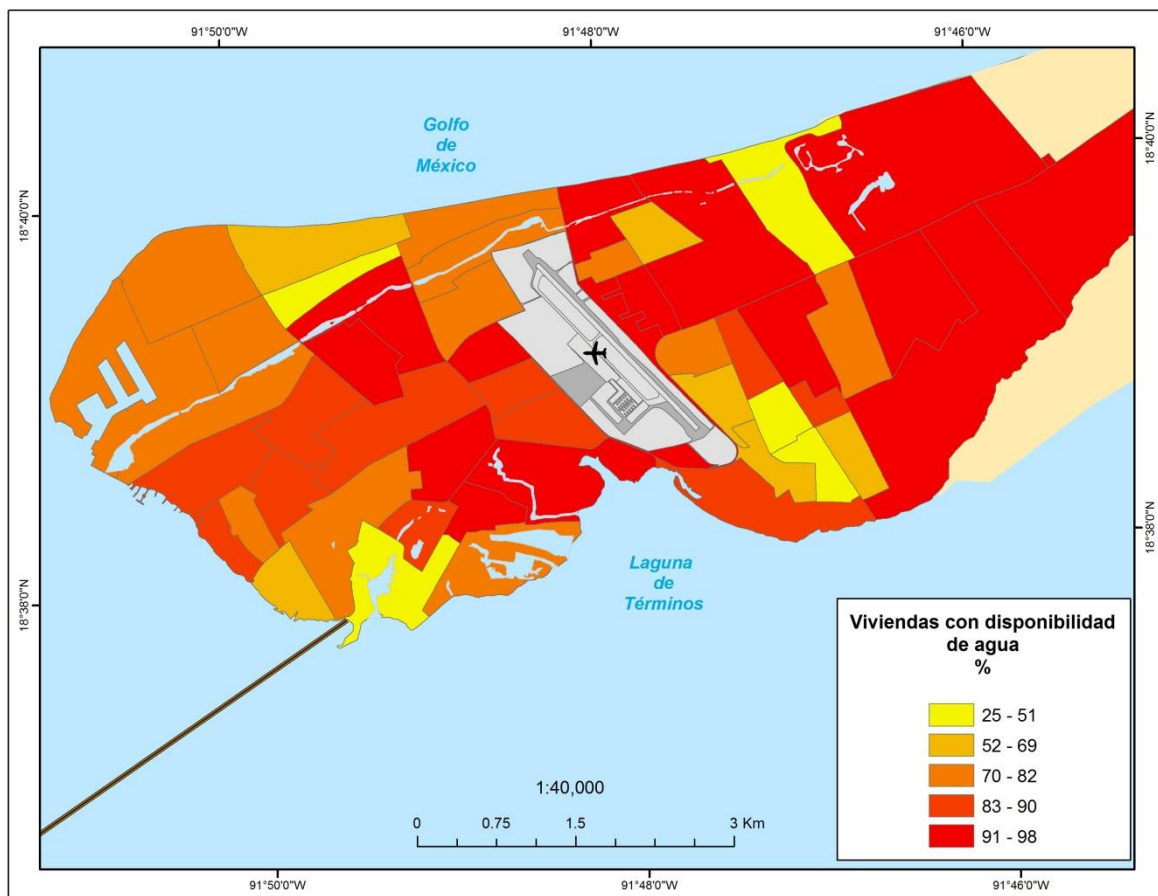 91°50'0"W
91°48'0"W
91°46'0"W
Golfo
de
México
18°40'0"N
18°40'0"N
18°38'0"N
18°38'0"N
Laguna
de
Términos
Viviendas con disponibilidad
de agua
%
25 - 51
52 - 69
70 - 82
83 - 90
91 - 98
1:40,000
0 0.75 1.5 3 Km
91°50'0"W
91°48'0"W
91°46'0"W